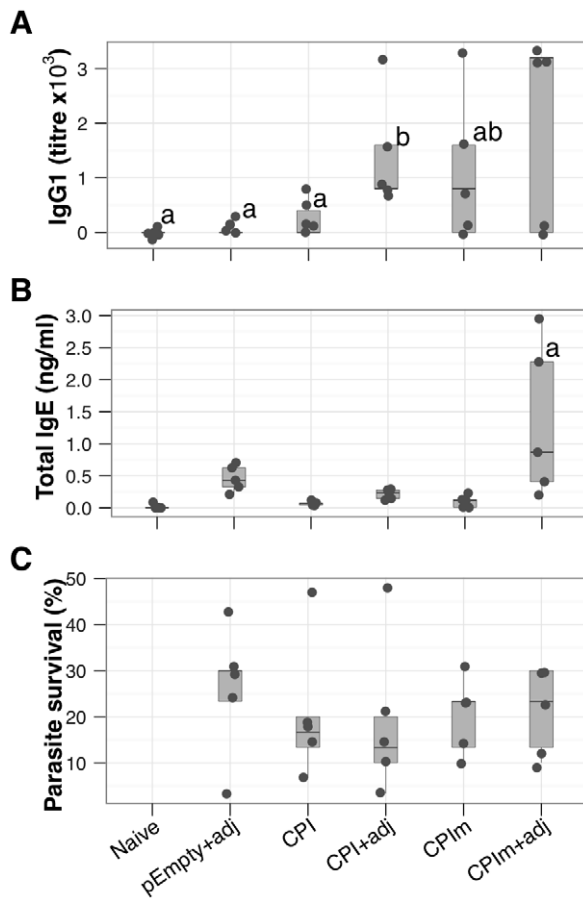 A
IgG1 (titre x10³)
3
2
1
0
a
a
a
b
ab
B
Total IgE (ng/ml)
3.0
2.5
2.0
1.5
1.0
0.5
0.0
a
C
Parasite survival (%)
50
40
30
20
10
Naive
pEmpty+adj
CPI
CPI+adj
CPIm
CPIm+adj